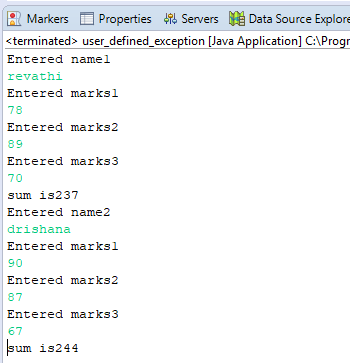 Markers Properties Servers Data Source Explore
<terminated> user_defined_exception [Java Application] C:\Progr
Entered name1
revathi
Entered marks1
78
Entered marks2
89
Entered marks3
70
sum is237
Entered name2
drishana
Entered marks1
90
Entered marks2
87
Entered marks3
67
sum is244